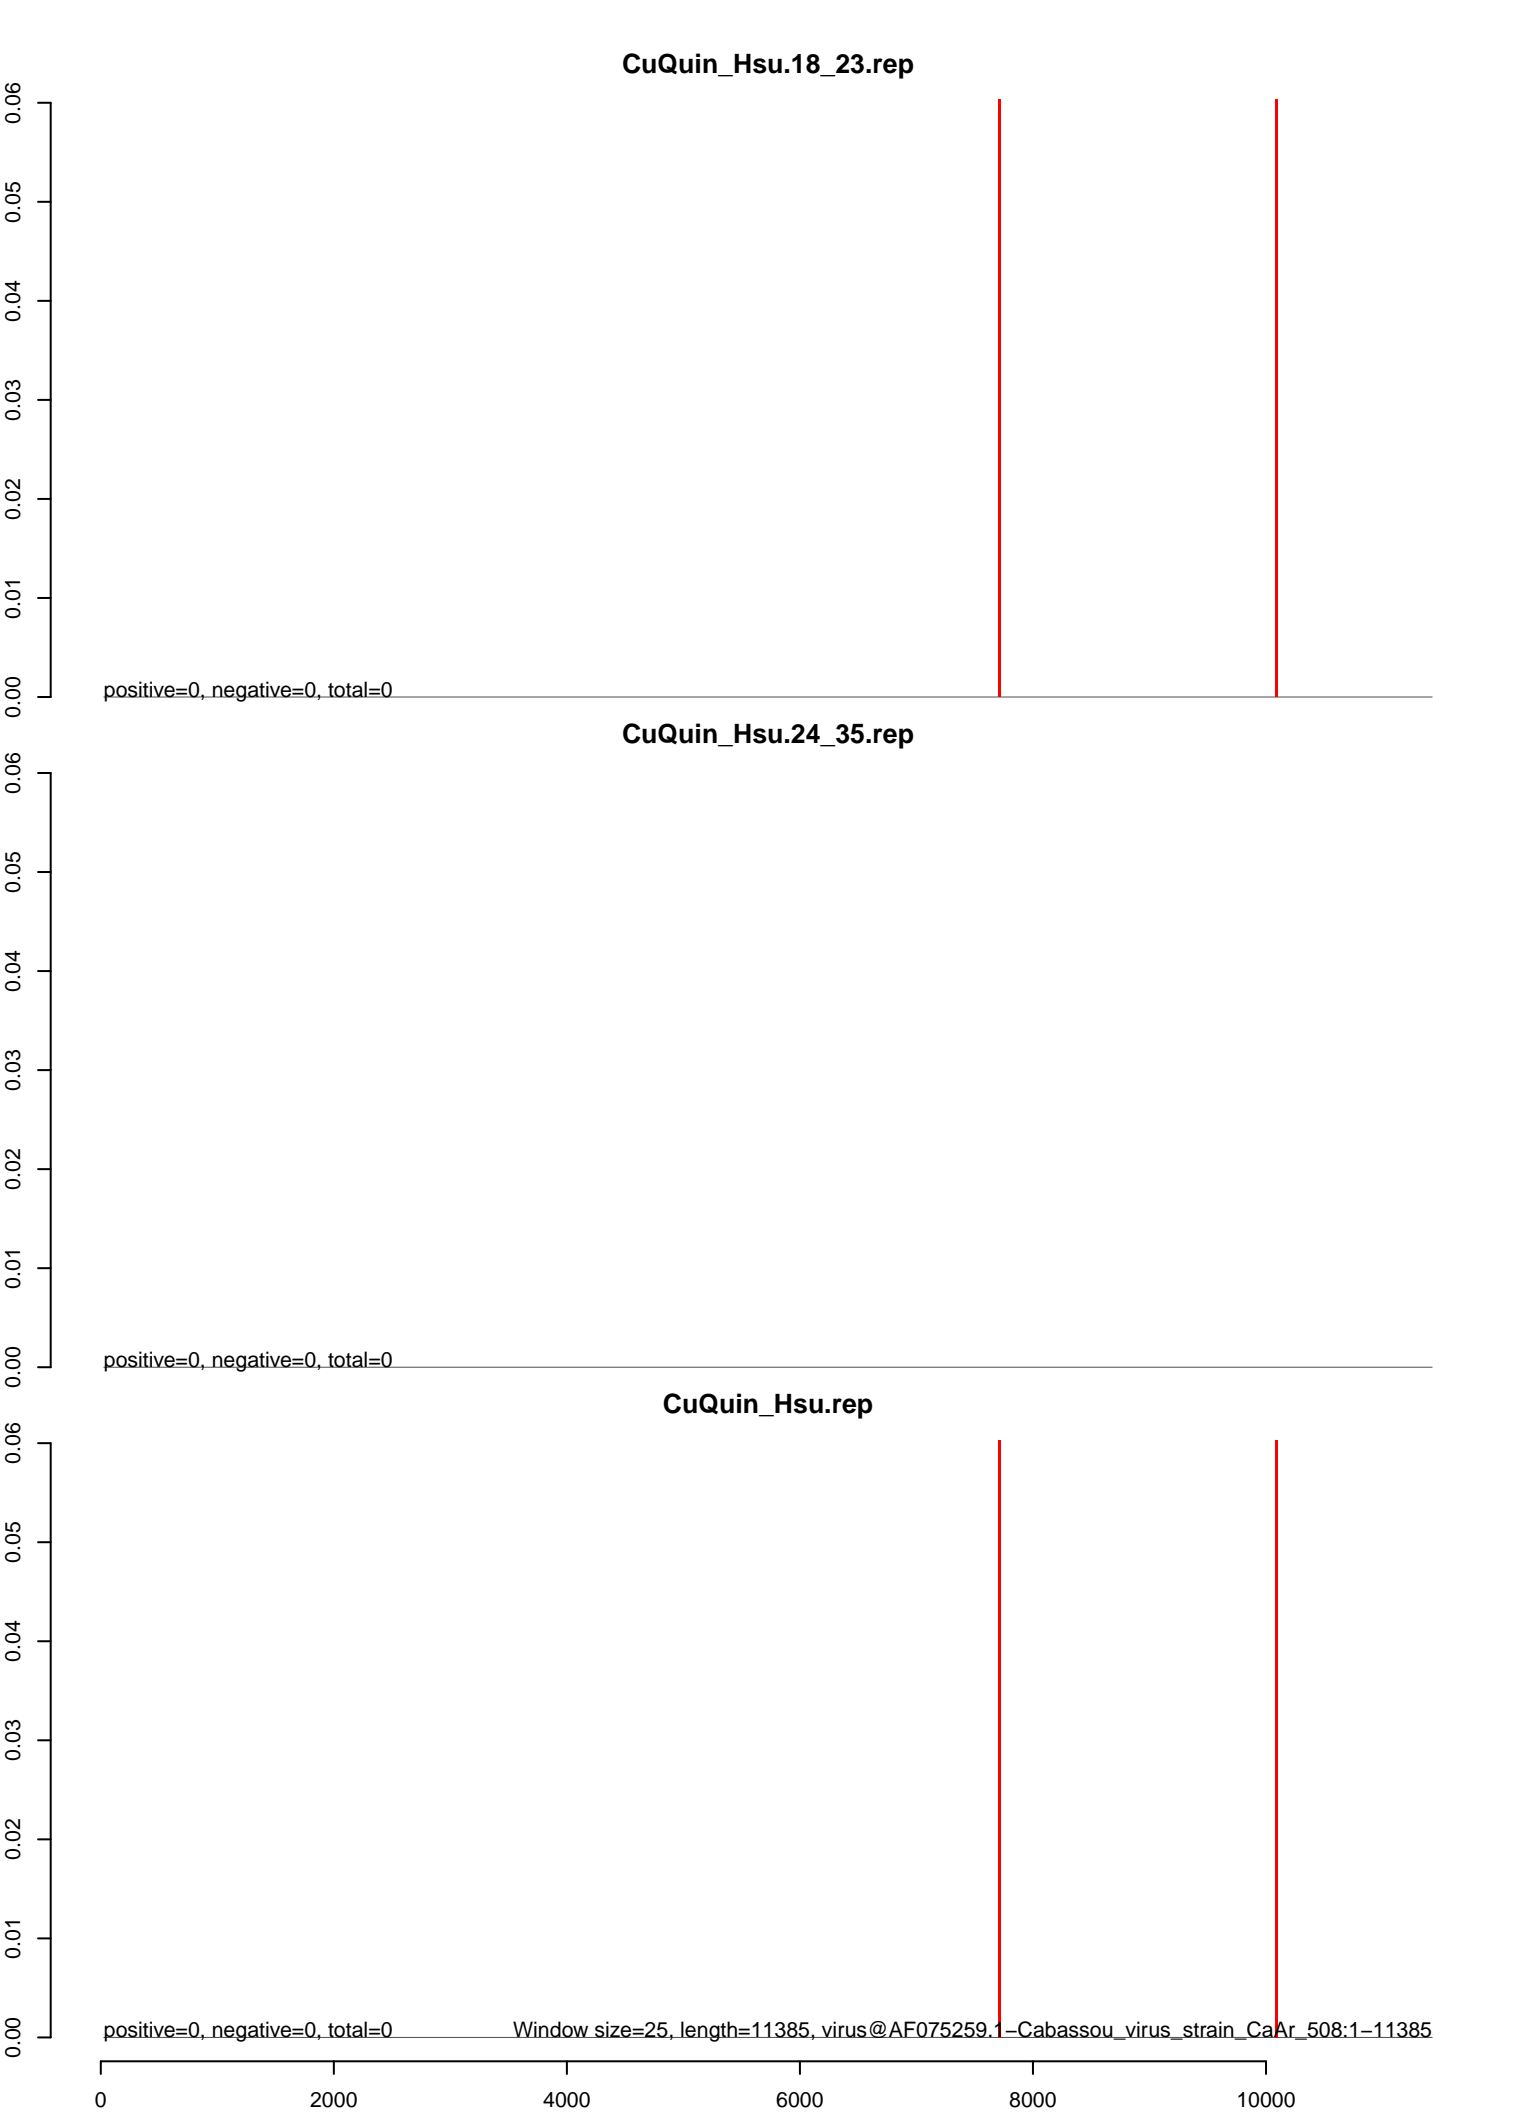 CuQuin_Hsu.18_23.rep
0.06
0.05
0.04
0.03
0.02
0.01
0.00
positive=0, negative=0, total=0
CuQuin_Hsu.24_35.rep
0.06
0.05
0.04
0.03
0.02
0.01
0.00
positive=0, negative=0, total=0
CuQuin_Hsu.rep
0.06
0.05
0.04
0.03
0.02
0.01
0.00
positive=0, negative=0, total=0
Window size=25, length=11385, virus@AF075259.1−Cabassou_virus_strain_CaAr_508:1−11385
0 2000 4000 6000 8000 10000